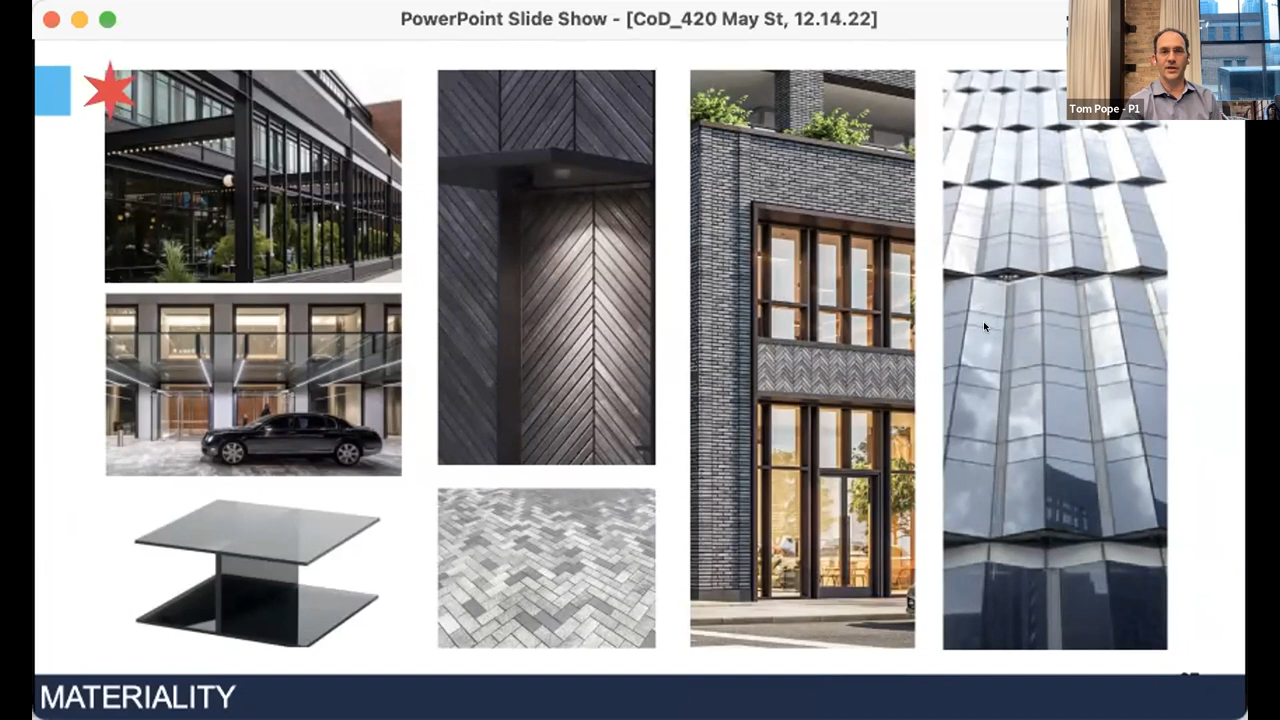 PowerPoint Slide Show - [CoD_420 May St, 12.14.22]
Tom Pope - P1
MATERIALITY